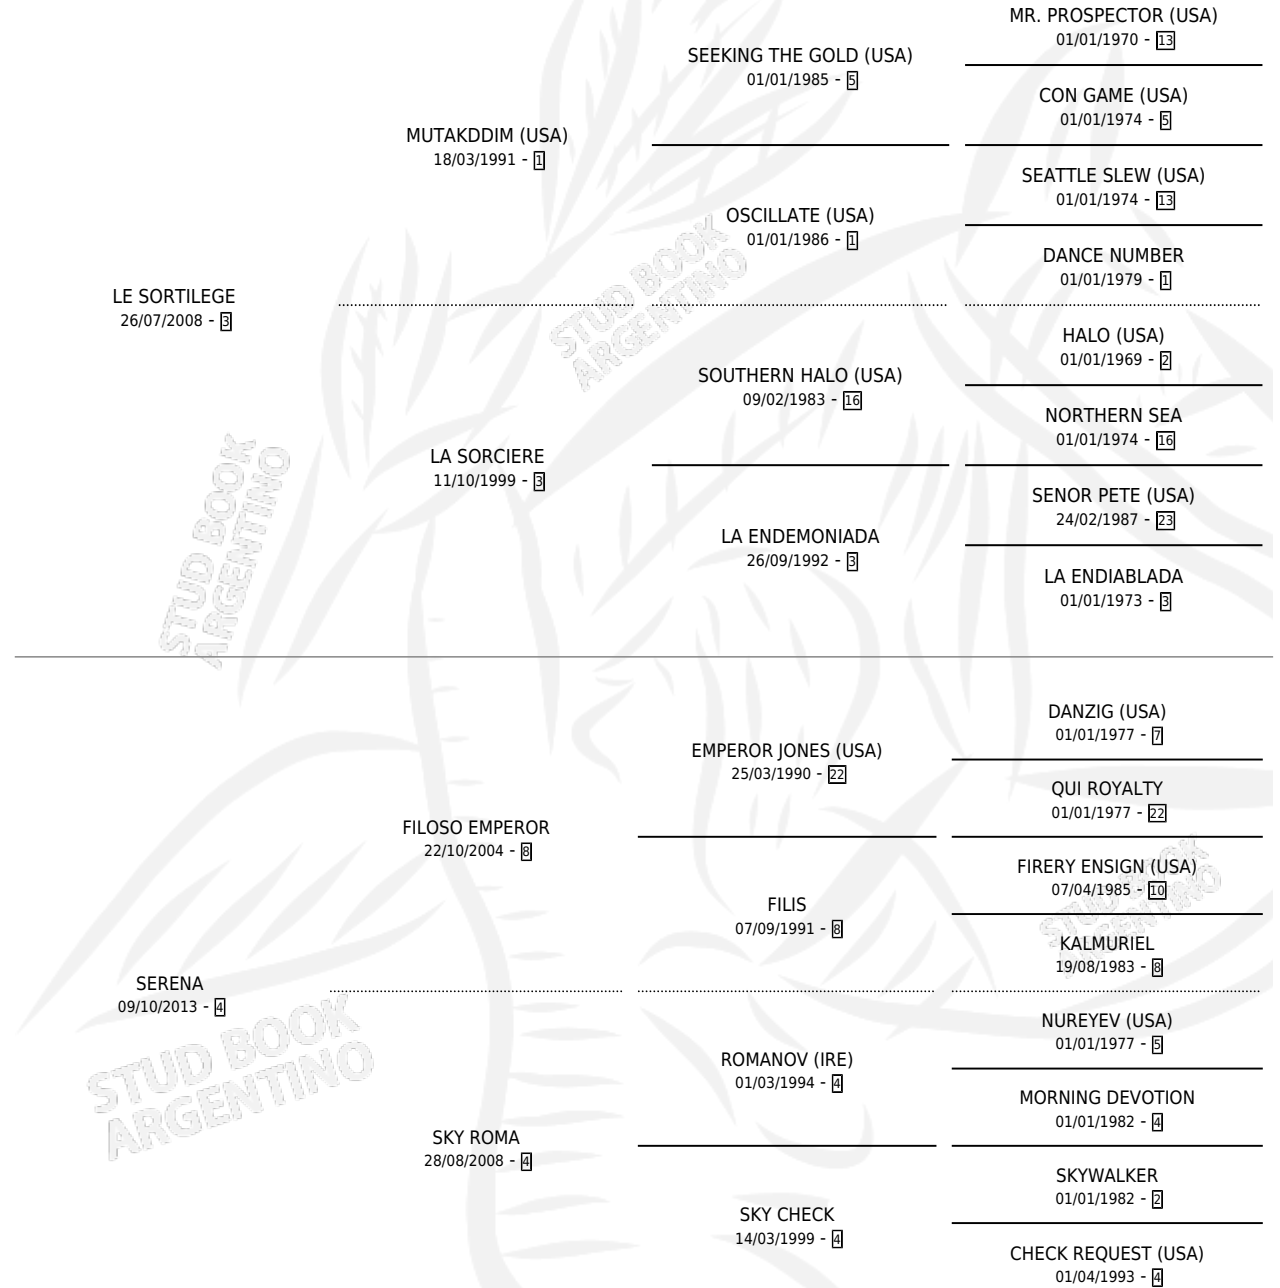 MR. PROSPECTOR (USA)
01/01/1970 - 13
SEEKING THE GOLD (USA)
01/01/1985 - 5
CON GAME (USA)
01/01/1974 - 5
MUTAKDDIM (USA)
18/03/1991 - 1
SEATTLE SLEW (USA)
01/01/1974 - 13
OSCILLATE (USA)
01/01/1986 - 1
DANCE NUMBER
01/01/1979 - 1
LE SORTILEGE
26/07/2008 - 3
HALO (USA)
01/01/1969 - 2
SOUTHERN HALO (USA)
09/02/1983 - 16
NORTHERN SEA
01/01/1974 - 16
LA SORCIERE
11/10/1999 - 3
SENOR PETE (USA)
24/02/1987 - 23
LA ENDEMONIADA
26/09/1992 - 3
LA ENDIABLADA
01/01/1973 - 3
DANZIG (USA)
01/01/1977 - 7
EMPEROR JONES (USA)
25/03/1990 - 22
QUI ROYALTY
01/01/1977 - 22
FILOSO EMPEROR
22/10/2004 - 8
FIRERY ENSIGN (USA)
07/04/1985 - 10
FILIS
07/09/1991 - 8
KALMURIEL
19/08/1983 - 8
SERENA
09/10/2013 - 4
NUREYEV (USA)
01/01/1977 - 5
ROMANOV (IRE)
01/03/1994 - 4
MORNING DEVOTION
01/01/1982 - 4
SKY ROMA
28/08/2008 - 4
SKYWALKER
01/01/1982 - 2
SKY CHECK
14/03/1999 - 4
CHECK REQUEST (USA)
01/04/1993 - 4
STUD BOOK
ARGENTINO
STUD BOOK
ARGENTINO
STUD BOOK
ARGENTINO
STUD BOOK
ARGENTINO